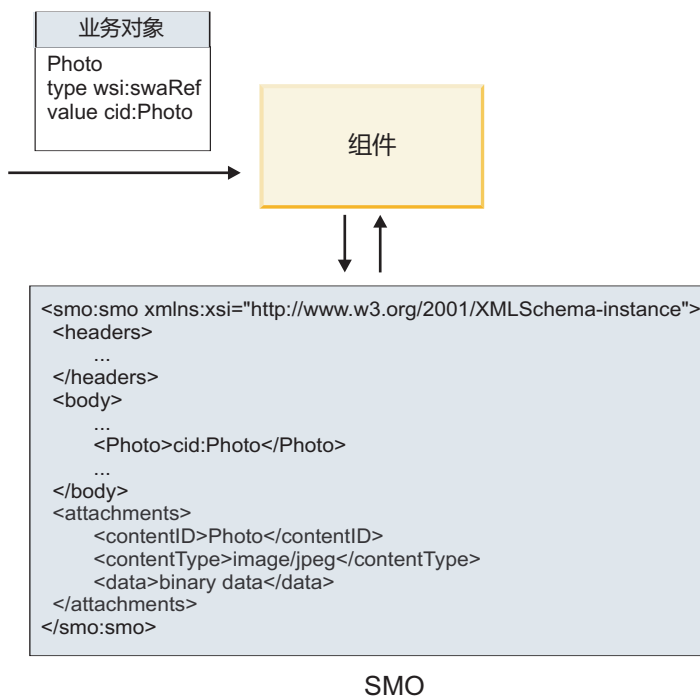 业务对象
Photo
type wsi:swaRef
value cid:Photo
组件
<smo:smo xmlns:xsi="http://www.w3.org/2001/XMLSchema-instance">
<headers>
...
</headers>
<body>
...
<Photo>cid:Photo</Photo>
...
</body>
<attachments>
<contentID>Photo</contentID>
<contentType>image/jpeg</contentType>
<data>binary data</data>
</attachments>
</smo:smo>
SMO